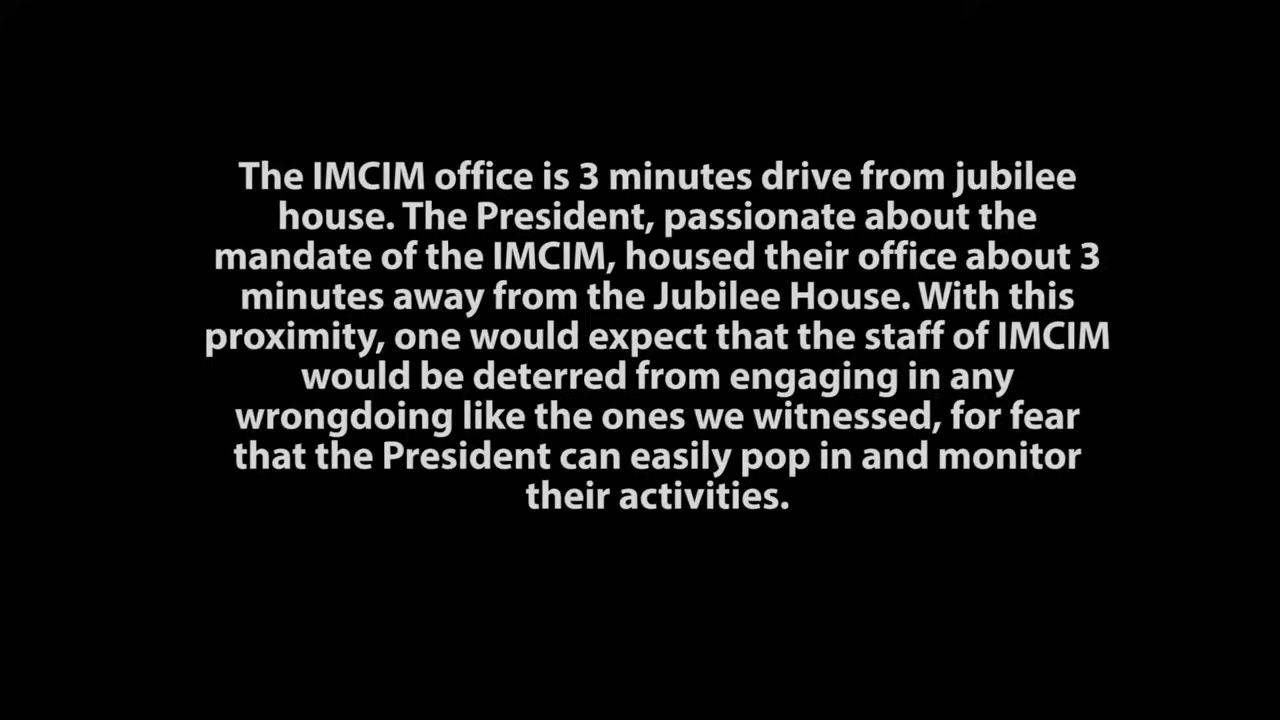 The IMCIM office is 3 minutes drive from jubilee
house. The President, passionate about the
mandate of the IMCIM, housed their office about 3
minutes away from the Jubilee House. With this
proximity, one would expect that the staff of IMCIM
would be deterred from engaging in any
wrongdoing like the ones we witnessed, for fear
that the President can easily pop in and monitor
their activities.